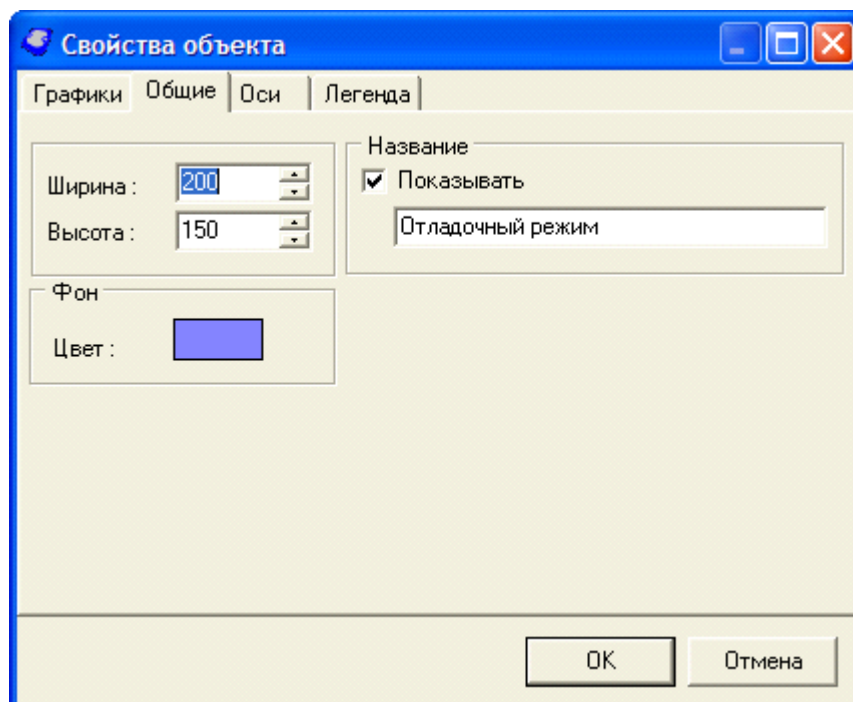 Свойства объекта
Графики Общие Оси Легенда
Ширина : 200
Высота : 150
Название
Показывать
Отладочный режим
Фон
Цвет :
OK Отмена